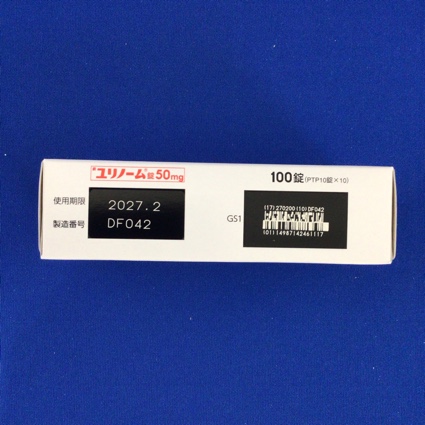 *ユリノーム®錠50mg
100錠(PTP10錠×10)
使用期限 2027.2
製造番号 DF042
GS1
(17)270200(10)DF042
(01)14987424611117